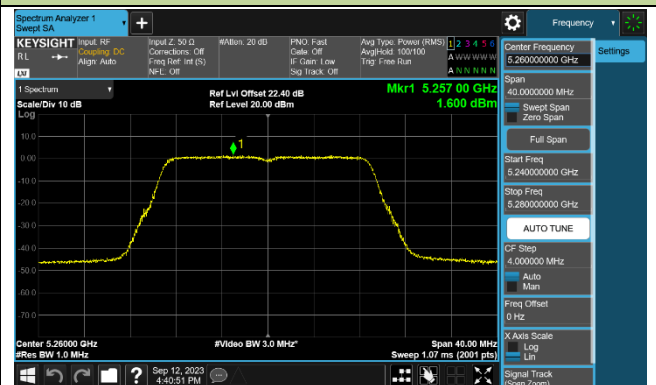 Spectrum Analyzer 1
Swept SA
Frequency
KEYSIGHT
RL
LXI
Input: RF
Coupling: DC
Align: Auto
Input Z: 50 Ω
Corrections: Off
Freq Ref: Int (S)
NFE: Off
#Atten: 20 dB
PNO: Fast
Gate: Off
IF Gain: Low
Sig Track: Off
Avg Type: Power (RMS)
Avg|Hold: 100/100
Trig: Free Run
1 2 3 4 5 6
A W W W W W
A N N N N N
1 Spectrum
Scale/Div 10 dB
Log
Ref Lvl Offset 22.40 dB
Ref Level 20.00 dBm
Mkr1 5.257 00 GHz
1.600 dBm
1
10.0
0.00
-10.0
-20.0
-30.0
-40.0
-50.0
-60.0
-70.0
Center 5.26000 GHz
#Res BW 1.0 MHz
#Video BW 3.0 MHz*
Span 40.00 MHz
Sweep 1.07 ms (2001 pts)
Sep 12, 2023
4:40:51 PM
Center Frequency
5.260000000 GHz
Settings
Span
40.0000000 MHz
Swept Span
Zero Span
Full Span
Start Freq
5.240000000 GHz
Stop Freq
5.280000000 GHz
AUTO TUNE
CF Step
4.000000 MHz
Auto
Man
Freq Offset
0 Hz
X Axis Scale
Log
Lin
Signal Track
(Span Zoom)